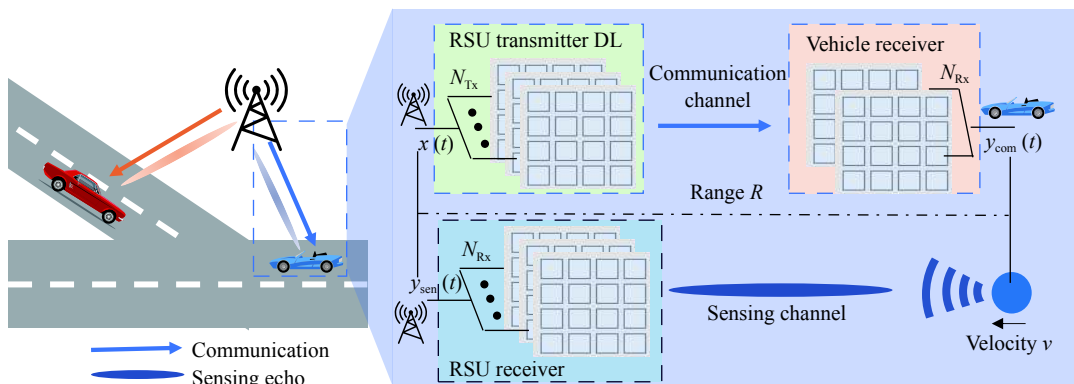 RSU transmitter DL
Vehicle receiver
N_Tx
Communication
channel
N_Rx
x (t)
y_com (t)
Range R
N_Rx
y_sen (t)
Sensing channel
RSU receiver
Velocity v
Communication
Sensing echo